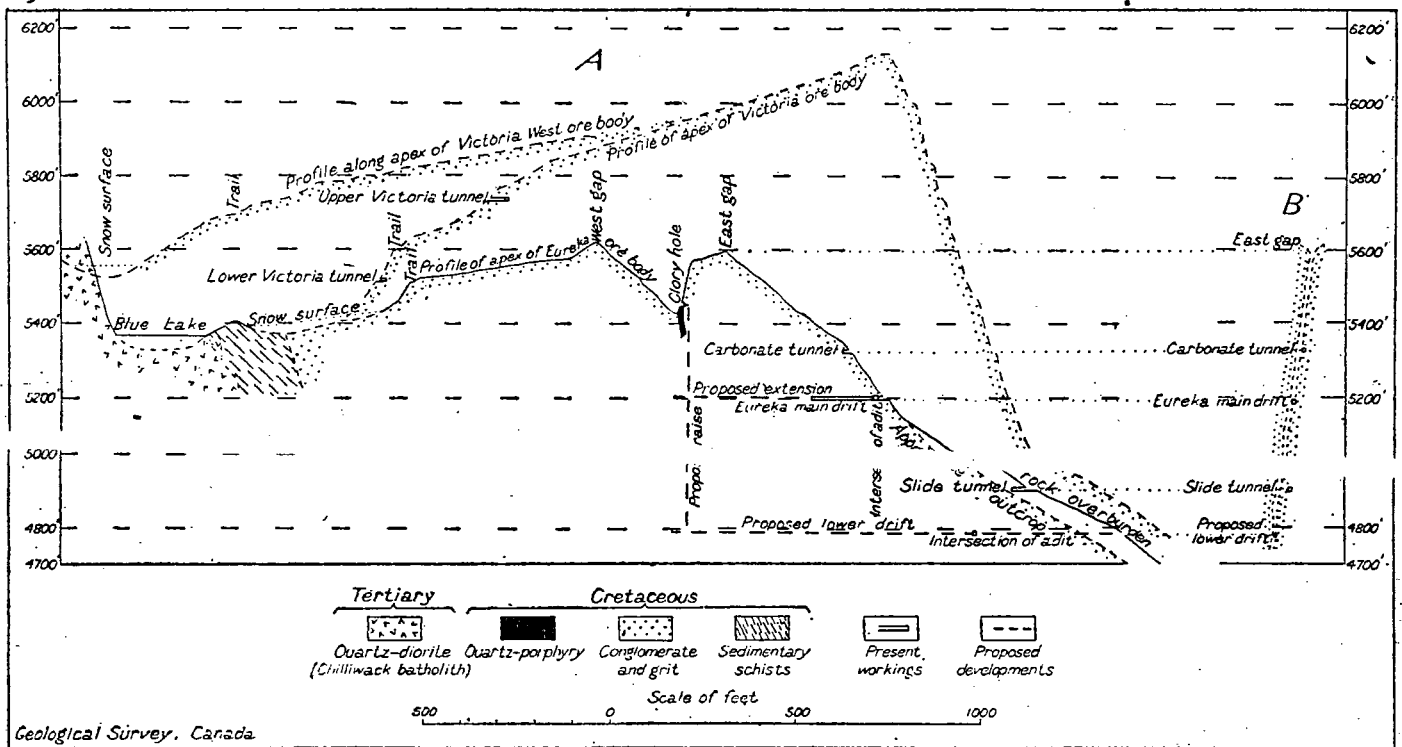 6200'
6000'
5800'
5600'
5400'
5200'
5000
4800
4700'
6200'
6000'
5800'
5600'
5400'
5200'
5000'
4800'
4700'
A
B
Snow surface
Trail
Profile along apex of Victoria West ore body
Profile of apex of Victoria ore body
Upper Victoria tunnel
Trail
Trail
West gap
East gap
Glory hole
Lower Victoria tunnel
Profile of apex of Eureka ore body
Blue Lake
Snow surface
East gap
Carbonate tunnel
Carbonate tunnel
Proposed extension
Eureka main drift
Eureka main drift
raise
of adit
Slide tunnel
rock overburden
outcrop
Slide tunnel
Proposed lower drift
Intersection of adit
Proposed
lower drift
Tertiary
Cretaceous
Quartz-diorite
(Chilliwack batholith)
Quartz-porphyry
Conglomerate
and grit
Sedimentary
schists
Present
workings
Proposed
developments
Scale of feet
500
0
500
1000
Geological Survey, Canada